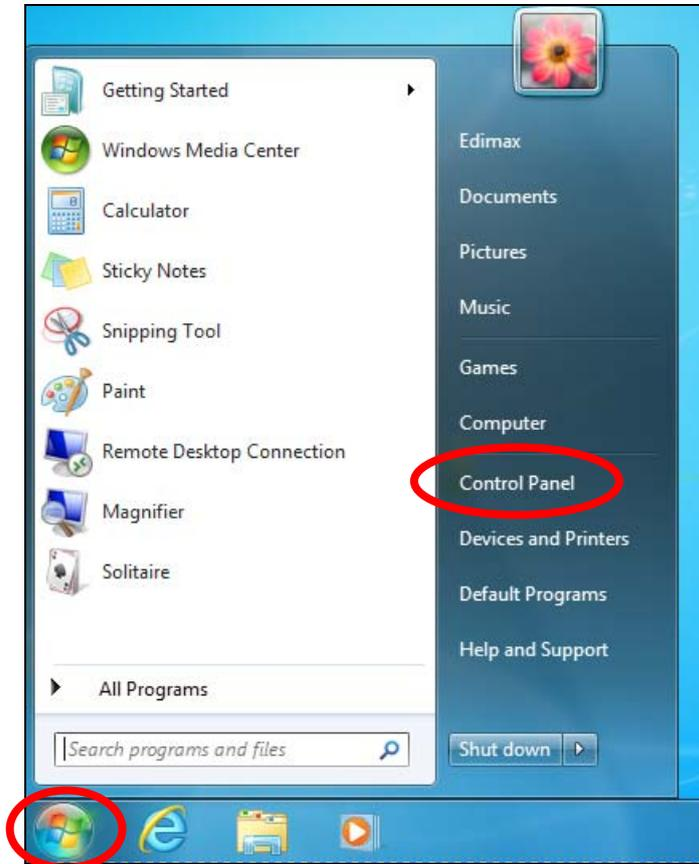 Getting Started
Windows Media Center
Calculator
Sticky Notes
Snipping Tool
Paint
Remote Desktop Connection
Magnifier
Solitaire
All Programs
Search programs and files
Edimax
Documents
Pictures
Music
Games
Computer
Control Panel
Devices and Printers
Default Programs
Help and Support
Shut down